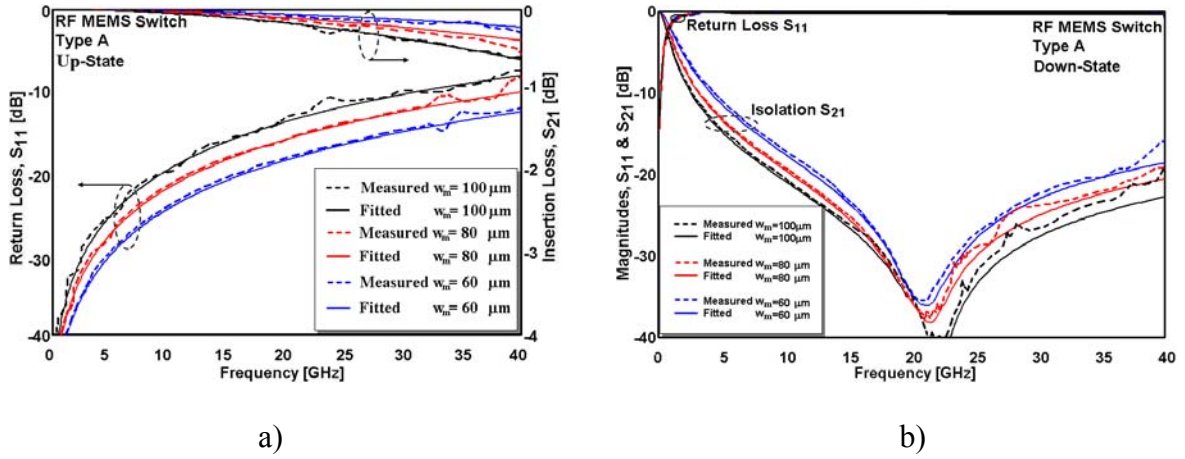 RF MEMS Switch
Type A
Up-State
Return Loss, S11 [dB]
0
-10
-20
-30
-40
0
-1
-2
-3
-4
Insertion Loss, S21 [dB]
Measured wm= 100 μm
Fitted wm= 100 μm
Measured wm= 80 μm
Fitted wm= 80 μm
Measured wm= 60 μm
Fitted wm= 60 μm
0 5 10 15 20 25 30 35 40
Frequency [GHz]
a)
Return Loss S11
RF MEMS Switch
Type A
Down-State
Isolation S21
Magnitudes, S11 & S21 [dB]
0
-10
-20
-30
-40
Measured wm=100μm
Fitted wm=100μm
Measured wm=80 μm
Fitted wm=80 μm
Measured wm=60 μm
Fitted wm=60 μm
0 5 10 15 20 25 30 35 40
Frequency [GHz]
b)